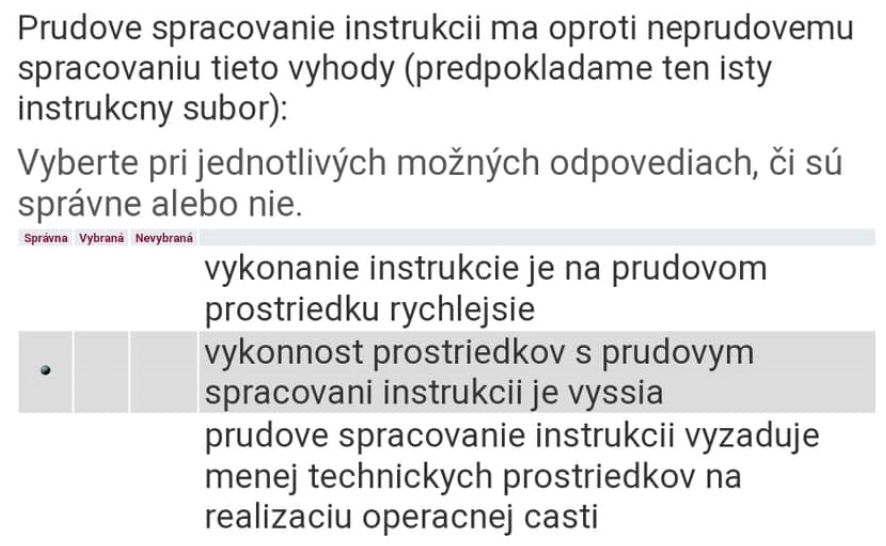 Prudove spracovanie instrukcii ma oproti neprudovemu
spracovaniu tieto vyhody (predpokladame ten isty
instrukcny subor):
Vyberte pri jednotlivých možných odpovediach, či sú
správne alebo nie.
Správna Vybraná Nevybraná
vykonanie instrukcie je na prudovom
prostriedku rychlejsie
vykonnost prostriedkov s prudovym
spracovani instrukcii je vyssia
prudove spracovanie instrukcii vyzaduje
menej technickych prostriedkov na
realizaciu operacnej casti